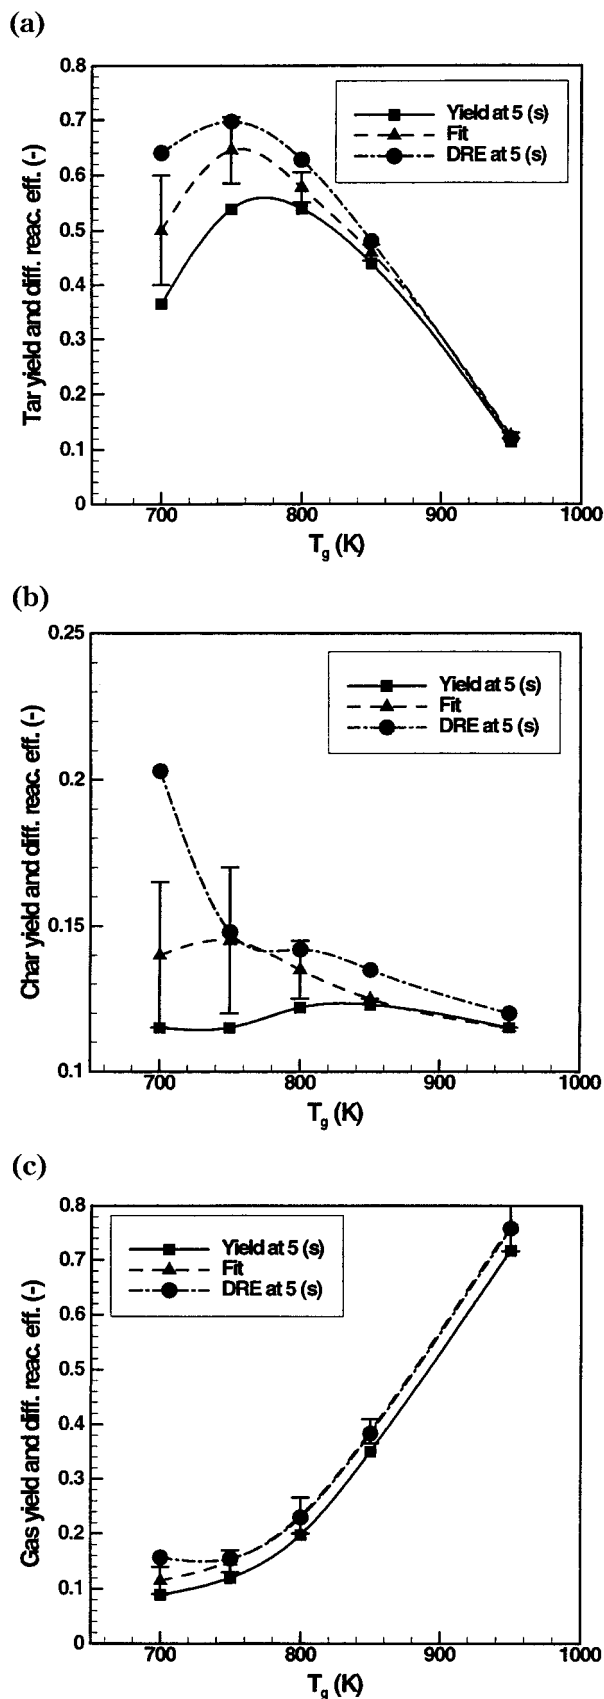 (a)
Tar yield and diff. reac. eff. (-)
0.8
0.7
0.6
0.5
0.4
0.3
0.2
0.1
0
Yield at 5 (s)
Fit
DRE at 5 (s)
700 800 900 1000
T_g (K)
(b)
Char yield and diff. reac. eff. (-)
0.25
0.2
0.15
0.1
Yield at 5 (s)
Fit
DRE at 5 (s)
700 800 900 1000
T_g (K)
(c)
Gas yield and diff. reac. eff. (-)
0.8
0.7
0.6
0.5
0.4
0.3
0.2
0.1
0
Yield at 5 (s)
Fit
DRE at 5 (s)
700 800 900 1000
T_g (K)